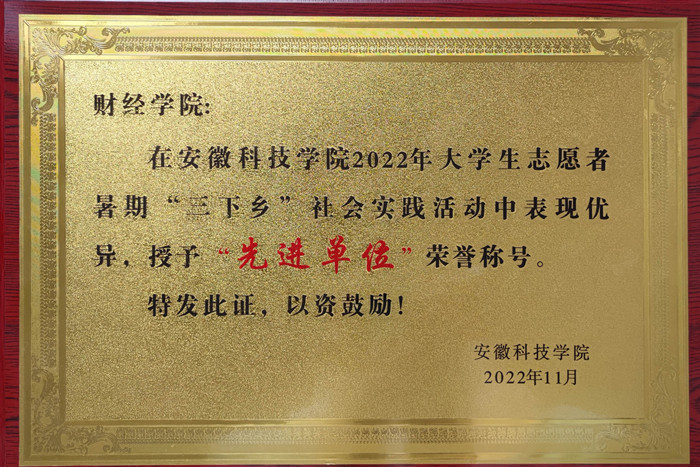 财经学院：
在安徽科技学院2022年大学生志愿者
暑期“三下乡”社会实践活动中表现优
异，授予“先进单位”荣誉称号。
特发此证，以资鼓励！
安徽科技学院
2022年11月